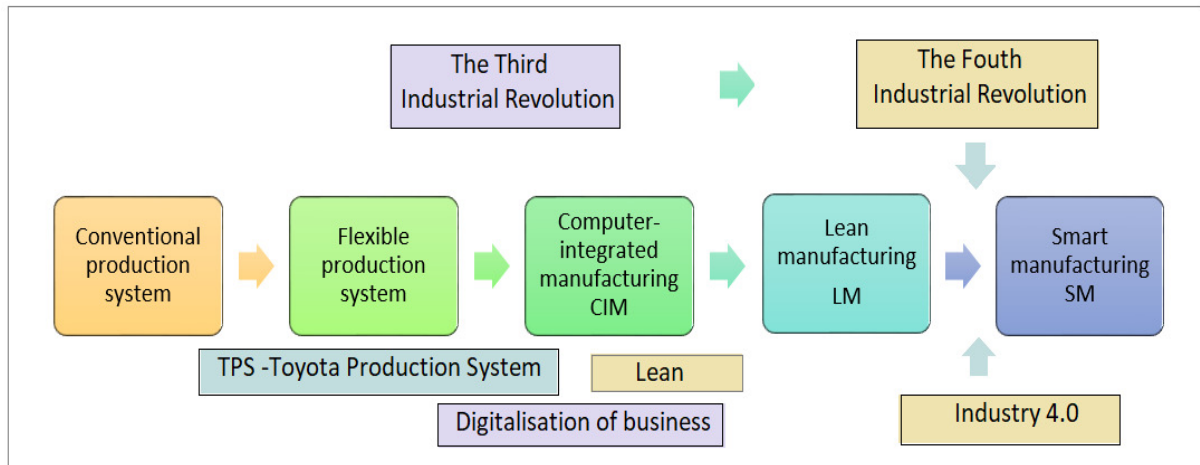 The Third
Industrial Revolution
The Fouth
Industrial Revolution
Conventional
production
system
Flexible
production
system
Computer-
integrated
manufacturing
CIM
Lean
manufacturing
LM
Smart
manufacturing
SM
TPS -Toyota Production System
Lean
Digitalisation of business
Industry 4.0